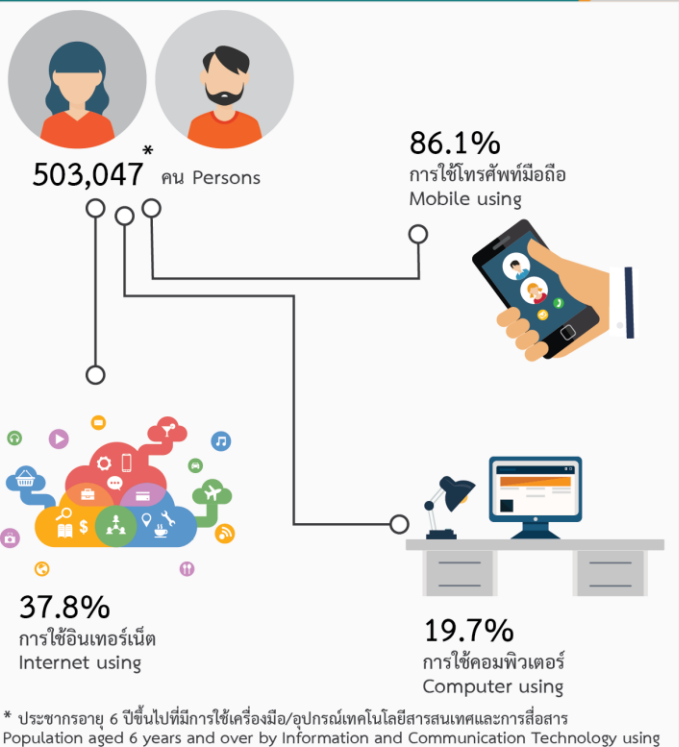 503,047* คน Persons
86.1%
การใช้โทรศัพท์มือถือ
Mobile using
37.8%
การใช้อินเทอร์เน็ต
Internet using
19.7%
การใช้คอมพิวเตอร์
Computer using
* ประชากรอายุ 6 ปีขึ้นไปที่มีการใช้เครื่องมือ/อุปกรณ์เทคโนโลยีสารสนเทศและการสื่อสาร
Population aged 6 years and over by Information and Communication Technology using